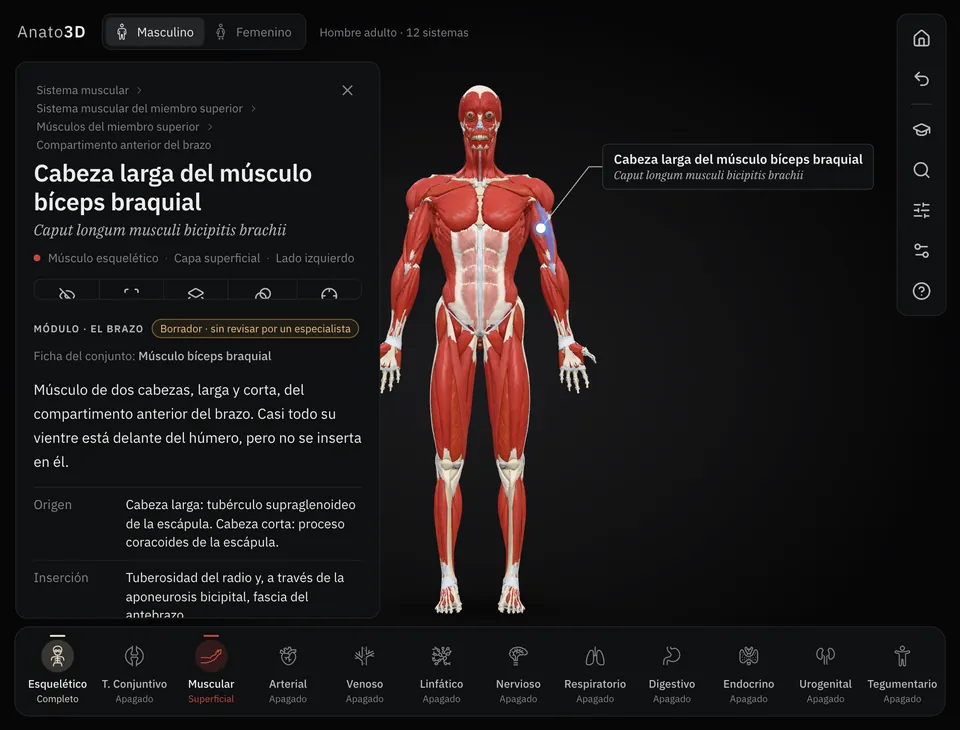 Anato3D
Masculino
Femenino
Hombre adulto · 12 sistemas
Sistema muscular
Sistema muscular del miembro superior
Músculos del miembro superior
Compartimento anterior del brazo
Cabeza larga del músculo
bíceps braquial
Caput longum musculi bicipitis brachii
Músculo esquelético · Capa superficial · Lado izquierdo
MÓDULO · EL BRAZO
Borrador · sin revisar por un especialista
Ficha del conjunto: Músculo bíceps braquial
Músculo de dos cabezas, larga y corta, del
compartimento anterior del brazo. Casi todo su
vientre está delante del húmero, pero no se inserta
en él.
Origen
Cabeza larga: tubérculo supraglenoideo
de la escápula. Cabeza corta: proceso
coracoides de la escápula.
Inserción
Tuberosidad del radio y, a través de la
aponeurosis bicipital, fascia del
antebrazo
Cabeza larga del músculo bíceps braquial
Caput longum musculi bicipitis brachii
Esquelético
Completo
T. Conjuntivo
Apagado
Muscular
Superficial
Arterial
Apagado
Venoso
Apagado
Linfático
Apagado
Nervioso
Apagado
Respiratorio
Apagado
Digestivo
Apagado
Endocrino
Apagado
Urogenital
Apagado
Tegumentario
Apagado